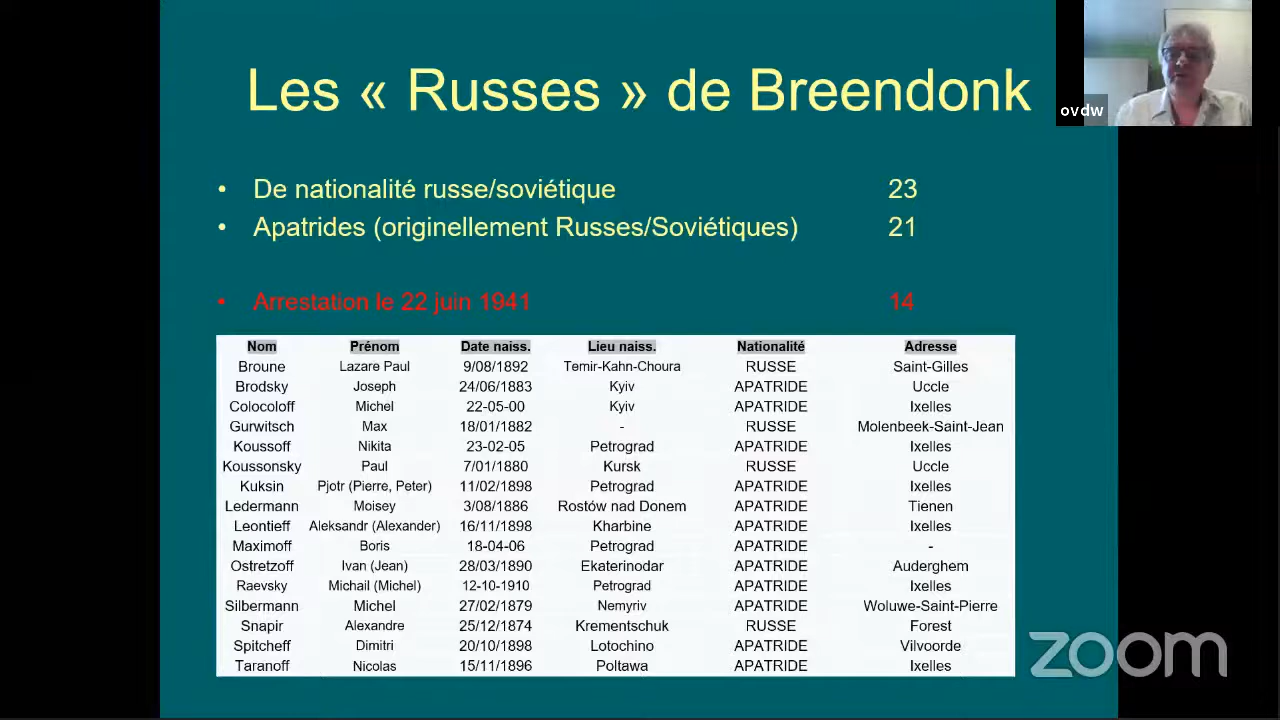 Les « Russes » de Breendonk
ovdw
• De nationalité russe/soviétique 23
• Apatrides (originellement Russes/Soviétiques) 21
• Arrestation le 22 juin 1941 14
Nom Prénom Date naiss. Lieu naiss. Nationalité Adresse
Broune Lazare Paul 9/08/1892 Temir-Kahn-Choura RUSSE Saint-Gilles
Brodsky Joseph 24/06/1883 Kyiv APATRIDE Uccle
Colocoloff Michel 22-05-00 Kyiv APATRIDE Ixelles
Gurwitsch Max 18/01/1882 - RUSSE Molenbeek-Saint-Jean
Koussoff Nikita 23-02-05 Petrograd APATRIDE Ixelles
Koussonsky Paul 7/01/1880 Kursk RUSSE Uccle
Kuksin Pjotr (Pierre, Peter) 11/02/1898 Petrograd APATRIDE Ixelles
Ledermann Moisey 3/08/1886 Rostów nad Donem APATRIDE Tienen
Leontieff Aleksandr (Alexander) 16/11/1898 Kharbine APATRIDE Ixelles
Maximoff Boris 18-04-06 Petrograd APATRIDE -
Ostretzoff Ivan (Jean) 28/03/1890 Ekaterinodar APATRIDE Auderghem
Raevsky Michail (Michel) 12-10-1910 Petrograd APATRIDE Ixelles
Silbermann Michel 27/02/1879 Nemyriv APATRIDE Woluwe-Saint-Pierre
Snapir Alexandre 25/12/1874 Krementschuk RUSSE Forest
Spitcheff Dimitri 20/10/1898 Lotochino APATRIDE Vilvoorde
Taranoff Nicolas 15/11/1896 Poltawa APATRIDE Ixelles
zoom